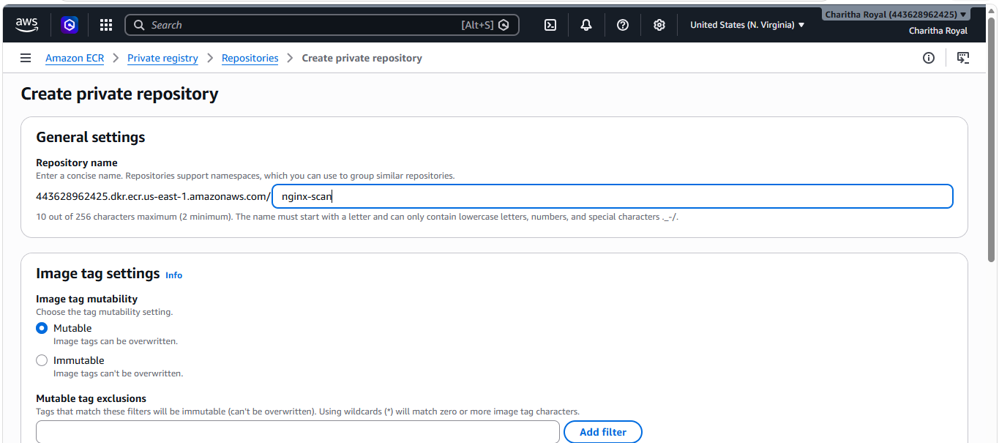 aws
Search [Alt+S]
United States (N. Virginia) ▼
Charitha Royal (443628962425) ▼
Charitha Royal
Amazon ECR > Private registry > Repositories > Create private repository
Create private repository
General settings
Repository name
Enter a concise name. Repositories support namespaces, which you can use to group similar repositories.
443628962425.dkr.ecr.us-east-1.amazonaws.com/ nginx-scan
10 out of 256 characters maximum (2 minimum). The name must start with a letter and can only contain lowercase letters, numbers, and special characters ._-/.
Image tag settings Info
Image tag mutability
Choose the tag mutability setting.
Mutable
Image tags can be overwritten.
Immutable
Image tags can't be overwritten.
Mutable tag exclusions
Tags that match these filters will be immutable (can't be overwritten). Using wildcards (*) will match zero or more image tag characters.
Add filter